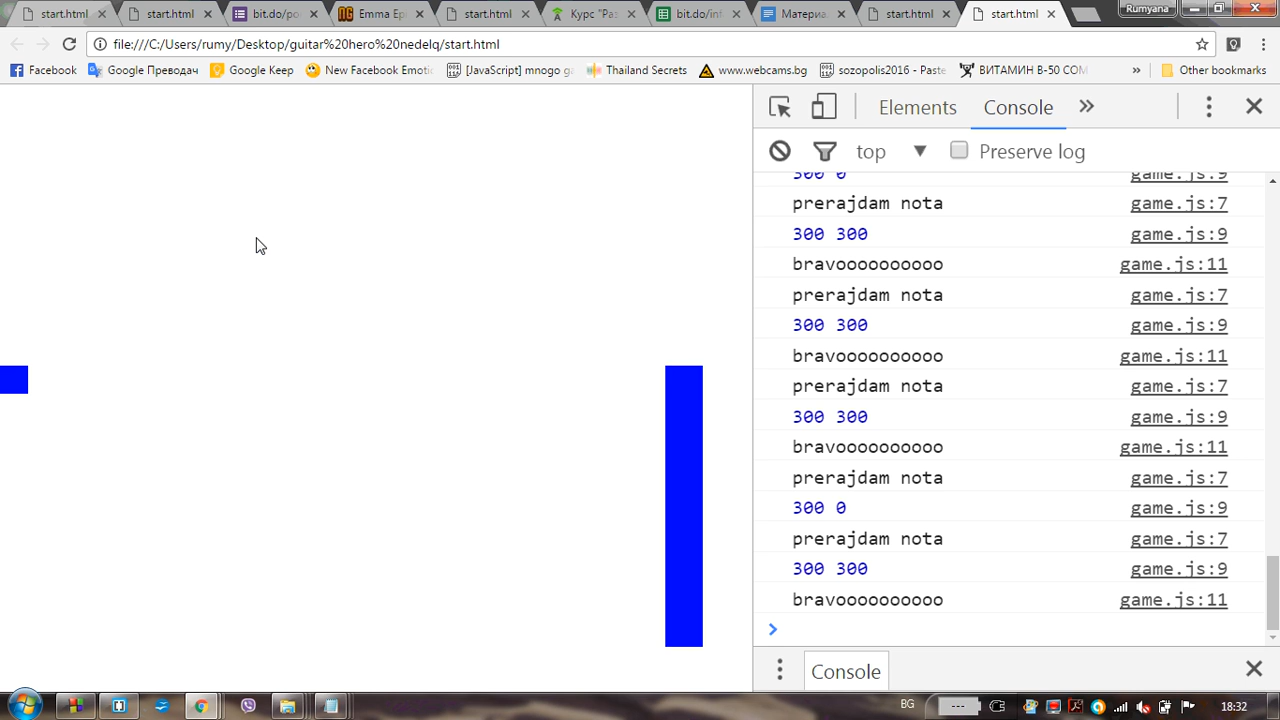 start.html
start.html
bit.do/po
Emma Ep
start.html
Курс "Раз
bit.do/int
Материа
start.html
start.html
Rumyana
file:///C:/Users/rumy/Desktop/guitar%20hero%20nedelq/start.html
Facebook
Google Преводач
Google Keep
New Facebook Emotic
[JavaScript] mnogo ga
Thailand Secrets
www.webcams.bg
sozopolis2016 - Paste
ВИТАМИН B-50 COM
»
Other bookmarks
Elements
Console
»
top
Preserve log
300 0 game.js:9
prerajdam nota game.js:7
300 300 game.js:9
bravoooooooooo game.js:11
prerajdam nota game.js:7
300 300 game.js:9
bravoooooooooo game.js:11
prerajdam nota game.js:7
300 300 game.js:9
bravoooooooooo game.js:11
prerajdam nota game.js:7
300 0 game.js:9
prerajdam nota game.js:7
300 300 game.js:9
bravoooooooooo game.js:11
>
Console
BG
18:32